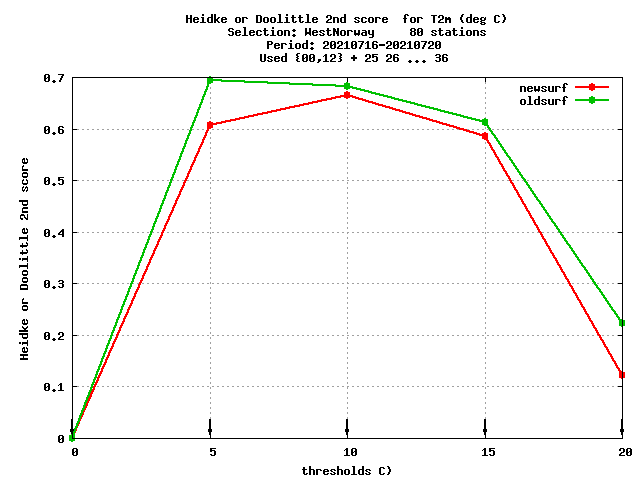 Heidke or Doolittle 2nd score  for T2m (deg C)
Selection: WestNorway     80 stations
Period: 20210716-20210720
Used {00,12} + 25 26 ... 36
newsurf
oldsurf
Heidke or Doolittle 2nd score
0.7
0.6
0.5
0.4
0.3
0.2
0.1
0
0 5 10 15 20
thresholds C)